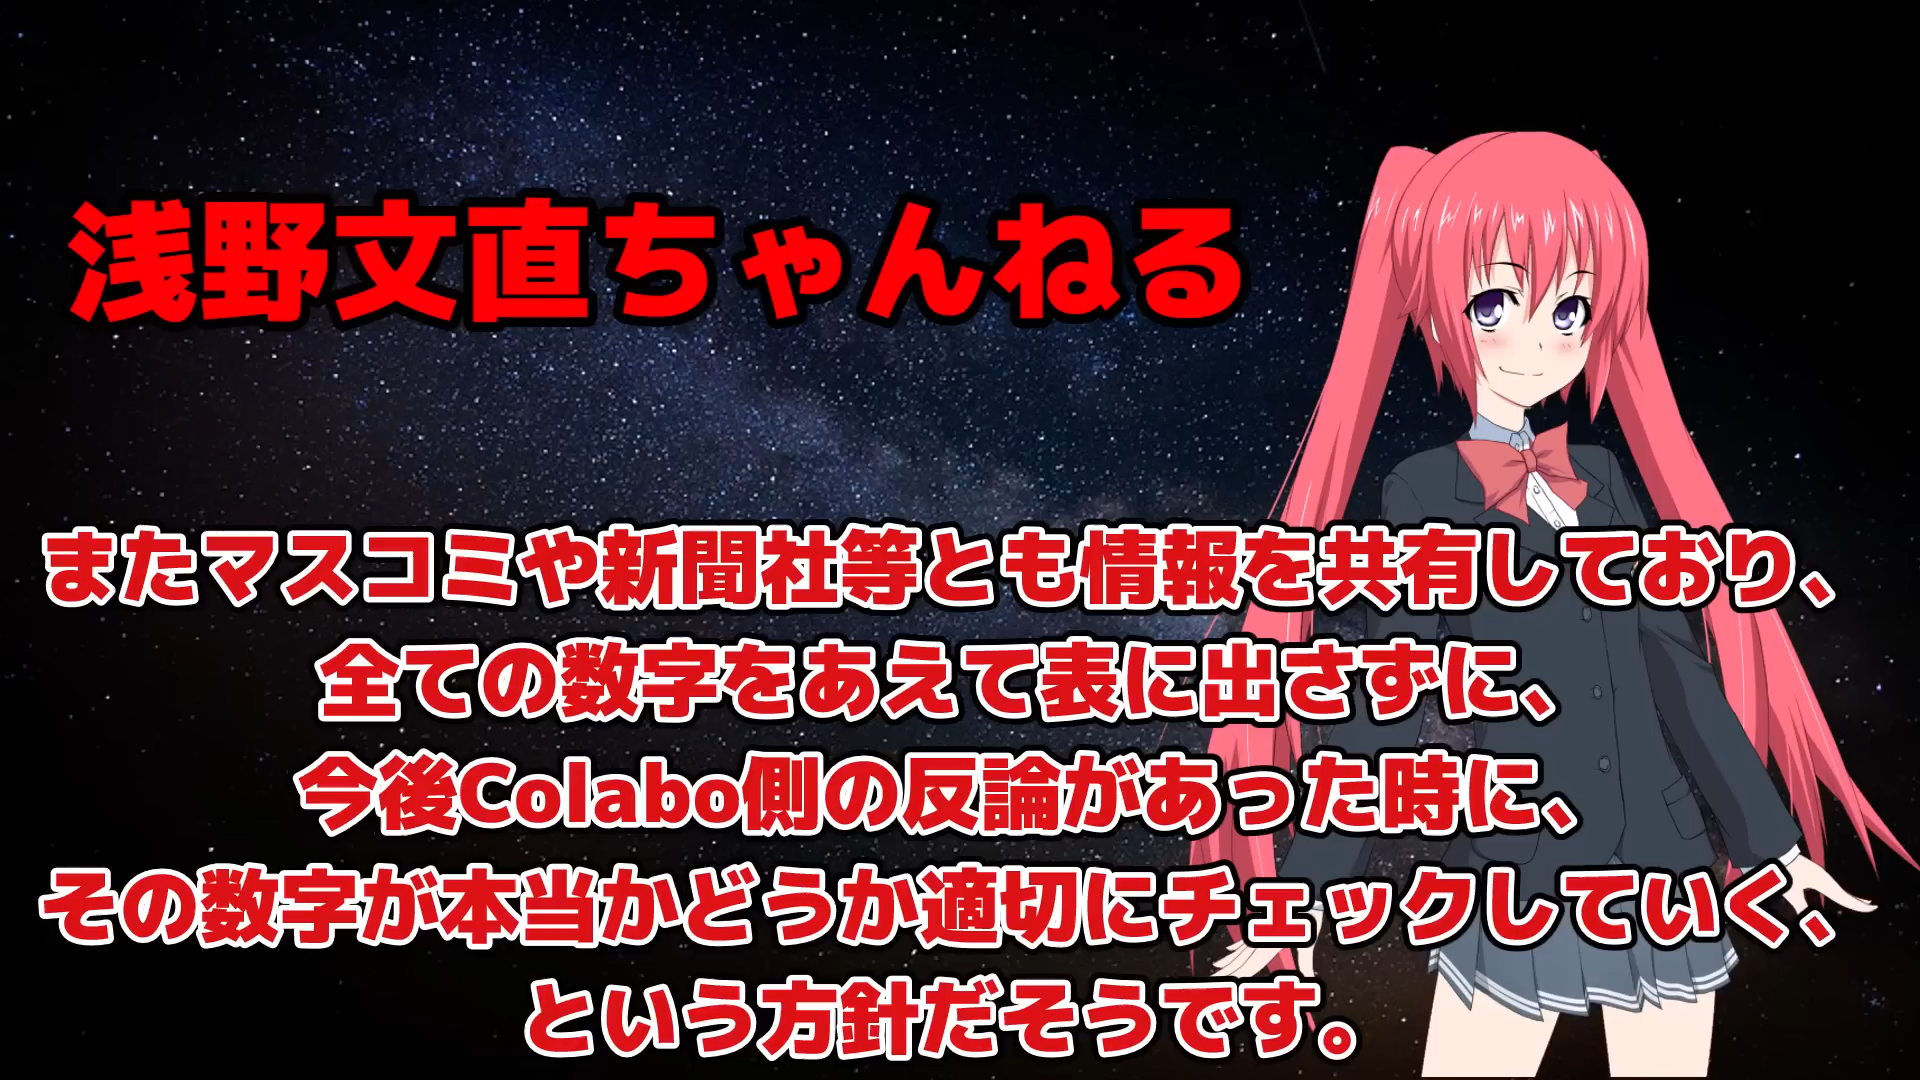 浅野文直ちゃんねる
またマスコミや新聞社等とも情報を共有しており、
全ての数字をあえて表に出さずに、
今後Colabo側の反論があった時に、
その数字が本当かどうか適切にチェックしていく、
という方針だそうです。